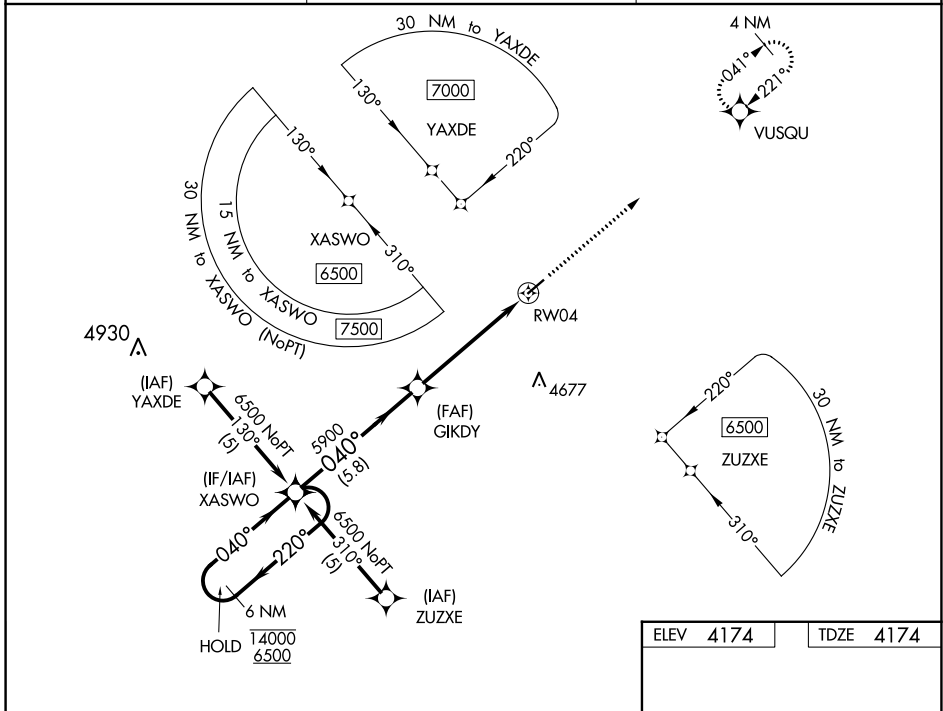 30 NM to YAXDE
130°
7000
YAXDE
220°
4 NM
041°
221°
VUSQU
30 NM to XASWO (NoPT)
15 NM to XASWO
130°
XASWO
310°
6500
7500
RW04
4930
(IAF)
YAXDE
6500 NoPT
130°
(5)
4677
(FAF)
GIKDY
5900
040°
(5.8)
(IF/IAF)
XASWO
040°
220°
6500 NoPT
310°
(5)
(IAF)
ZUZXE
6 NM
HOLD
14000
6500
220°
6500
ZUZXE
310°
30 NM to ZUZXE
ELEV 4174
TDZE 4174